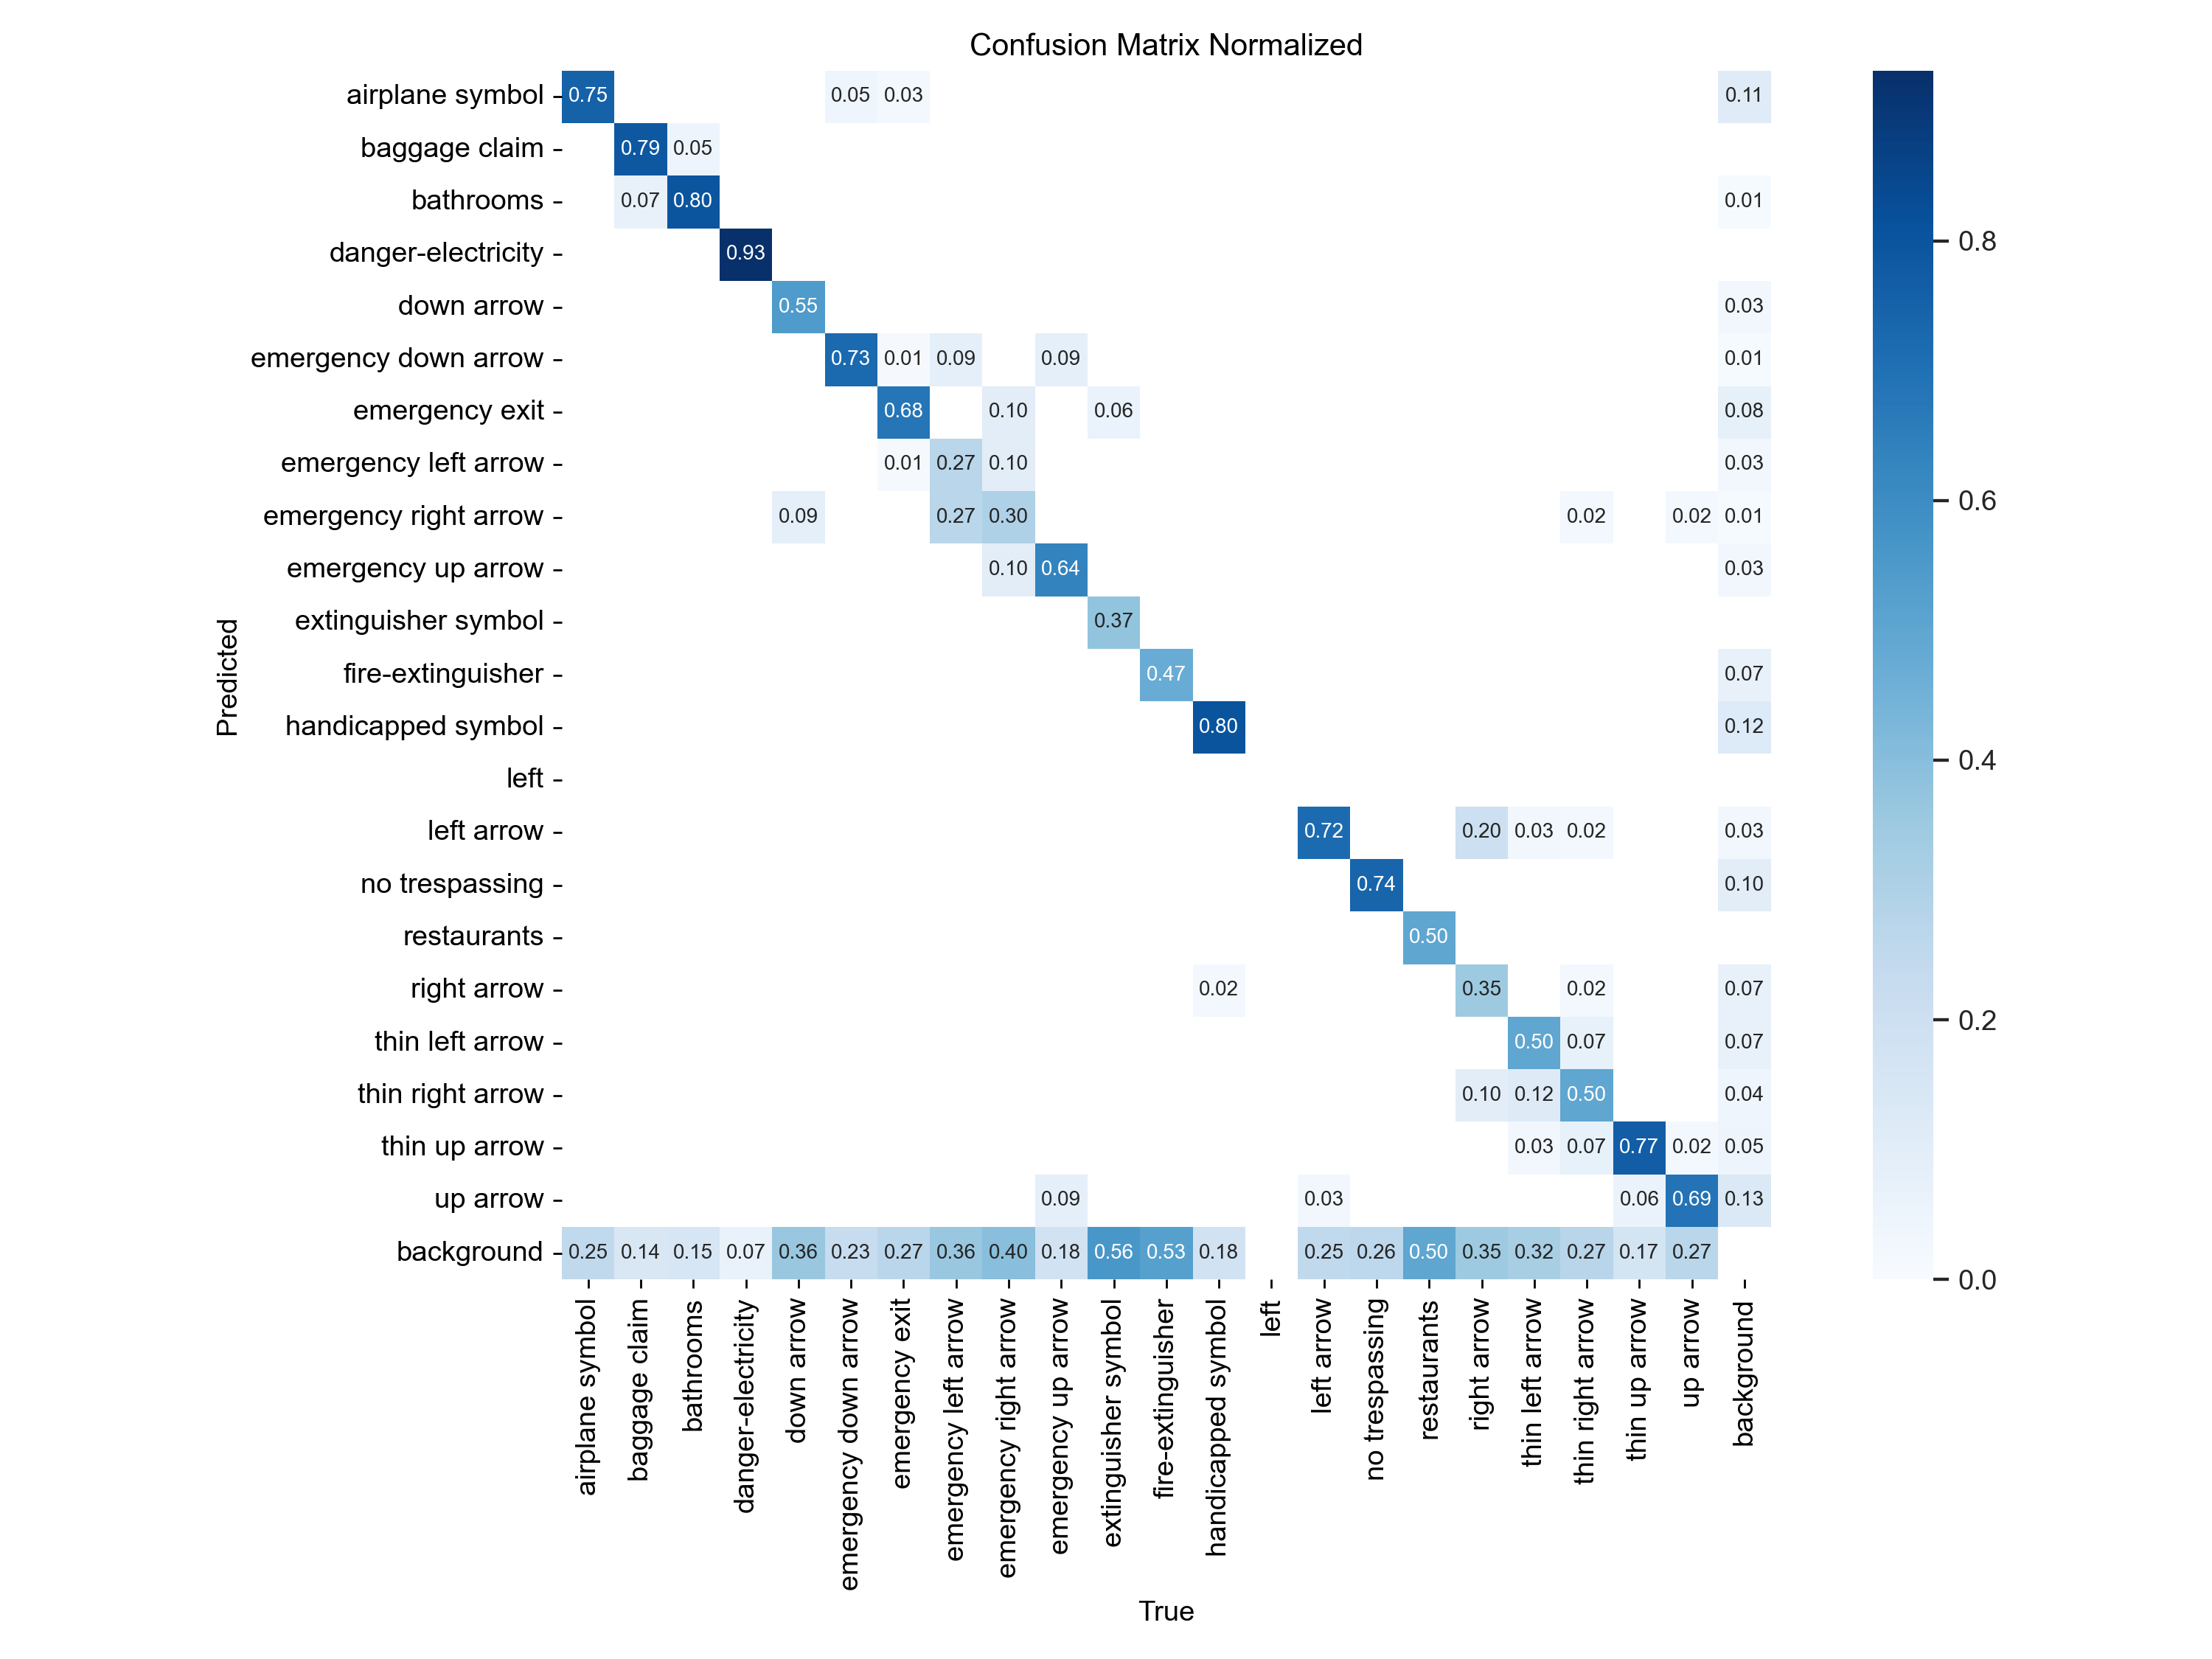 Confusion Matrix Normalized
airplane symbol 0.75 0.05 0.03 0.11
baggage claim 0.79 0.05
bathrooms 0.07 0.80 0.01
danger-electricity 0.93
down arrow 0.55 0.03
emergency down arrow 0.73 0.01 0.09 0.09 0.01
emergency exit 0.68 0.10 0.06 0.08
emergency left arrow 0.01 0.27 0.10 0.03
emergency right arrow 0.09 0.27 0.30 0.02 0.02 0.01
emergency up arrow 0.10 0.64 0.03
extinguisher symbol 0.37
fire-extinguisher 0.47 0.07
handicapped symbol 0.80 0.12
left
left arrow 0.72 0.20 0.03 0.02 0.03
no trespassing 0.74 0.10
restaurants 0.50
right arrow 0.02 0.35 0.02 0.07
thin left arrow 0.50 0.07 0.07
thin right arrow 0.10 0.12 0.50 0.04
thin up arrow 0.03 0.07 0.77 0.02 0.05
up arrow 0.09 0.03 0.06 0.69 0.13
background 0.25 0.14 0.15 0.07 0.36 0.23 0.27 0.36 0.40 0.18 0.56 0.53 0.18 0.25 0.26 0.50 0.35 0.32 0.27 0.17 0.27
Predicted
airplane symbol
baggage claim
bathrooms
danger-electricity
down arrow
emergency down arrow
emergency exit
emergency left arrow
emergency right arrow
emergency up arrow
extinguisher symbol
fire-extinguisher
handicapped symbol
left
left arrow
no trespassing
restaurants
right arrow
thin left arrow
thin right arrow
thin up arrow
up arrow
background
True
0.8
0.6
0.4
0.2
0.0